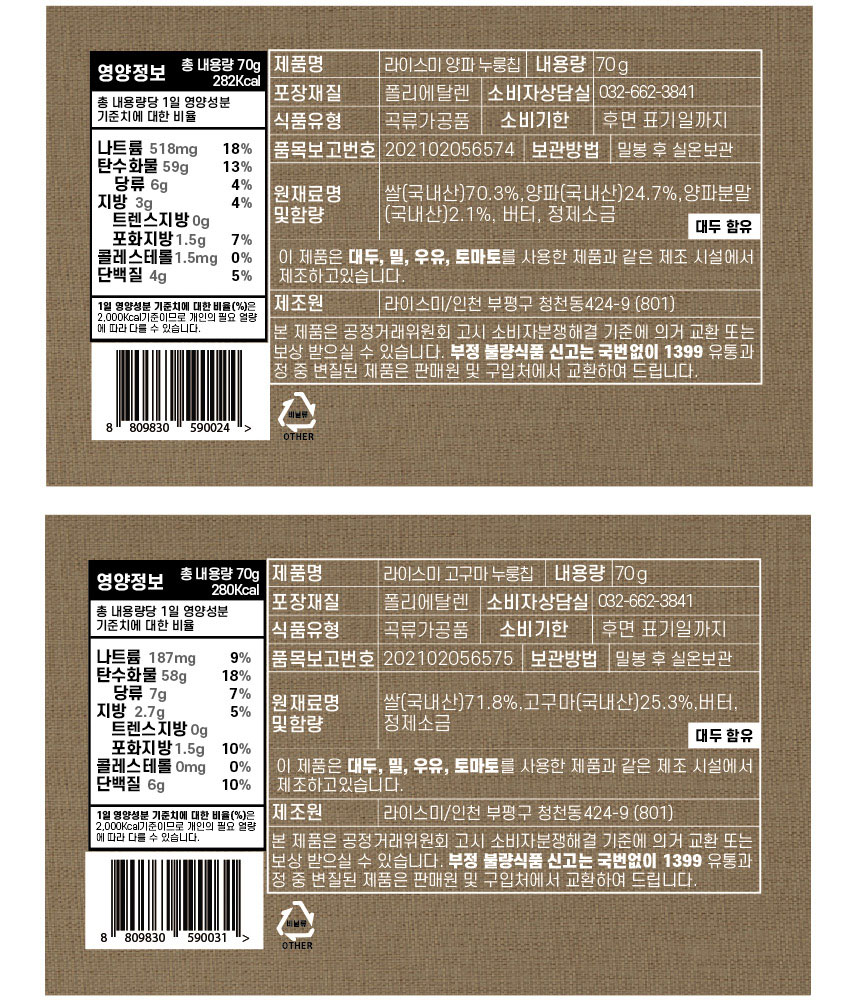 영양정보
총 내용량 70g
282Kcal
총 내용량당 1일 영양성분
기준치에 대한 비율
나트륨 518mg 18%
탄수화물 59g 13%
당류 6g 4%
지방 3g 4%
트렌스지방 0g
포화지방 1.5g 7%
콜레스테롤 1.5mg 0%
단백질 4g 5%
1일 영양성분 기준치에 대한 비율(%)은
2,000Kcal기준이므로 개인의 필요 열량
에 따라 다를 수 있습니다.
8 809830 590024 >
제품명 라이스미 양파 누룽칩 내용량 70g
포장재질 폴리에탈렌 소비자상담실 032-662-3841
식품유형 곡류가공품 소비기한 후면 표기일까지
품목보고번호 202102056574 보관방법 밀봉 후 실온보관
원재료명
및함량
쌀(국내산)70.3%,양파(국내산)24.7%,양파분말
(국내산)2.1%, 버터, 정제소금
대두 함유
이 제품은 대두, 밀, 우유, 토마토를 사용한 제품과 같은 제조 시설에서
제조하고있습니다.
제조원 라이스미/인천 부평구 청천동424-9 (801)
본 제품은 공정거래위원회 고시 소비자분쟁해결 기준에 의거 교환 또는
보상 받으실 수 있습니다. 부정 불량식품 신고는 국번없이 1399 유통과
정 중 변질된 제품은 판매원 및 구입처에서 교환하여 드립니다.
비닐류
OTHER
영양정보
총 내용량 70g
280Kcal
총 내용량당 1일 영양성분
기준치에 대한 비율
나트륨 187mg 9%
탄수화물 58g 18%
당류 7g 7%
지방 2.7g 5%
트렌스지방 0g
포화지방 1.5g 10%
콜레스테롤 0mg 0%
단백질 6g 10%
1일 영양성분 기준치에 대한 비율(%)은
2,000Kcal기준이므로 개인의 필요 열량
에 따라 다를 수 있습니다.
8 809830 590031 >
제품명 라이스미 고구마 누룽칩 내용량 70g
포장재질 폴리에탈렌 소비자상담실 032-662-3841
식품유형 곡류가공품 소비기한 후면 표기일까지
품목보고번호 202102056575 보관방법 밀봉 후 실온보관
원재료명
및함량
쌀(국내산)71.8%,고구마(국내산)25.3%,버터,
정제소금
대두 함유
이 제품은 대두, 밀, 우유, 토마토를 사용한 제품과 같은 제조 시설에서
제조하고있습니다.
제조원 라이스미/인천 부평구 청천동424-9 (801)
본 제품은 공정거래위원회 고시 소비자분쟁해결 기준에 의거 교환 또는
보상 받으실 수 있습니다. 부정 불량식품 신고는 국번없이 1399 유통과
정 중 변질된 제품은 판매원 및 구입처에서 교환하여 드립니다.
비닐류
OTHER